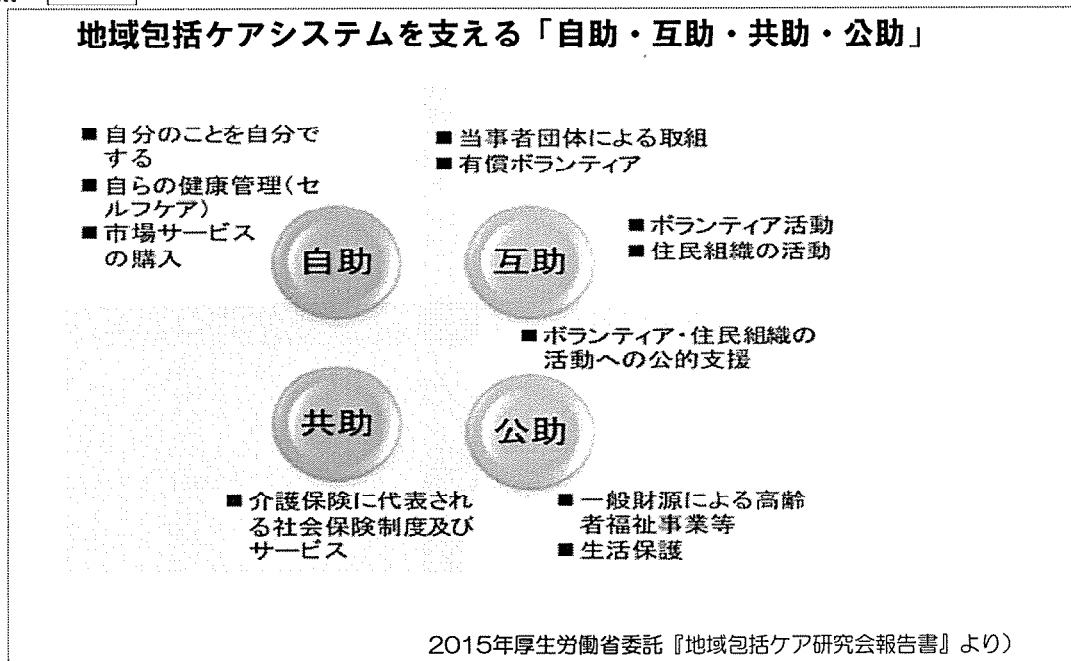 地域包括ケアシステムを支える「自助・互助・共助・公助」
■ 自分のことを自分で
する
■ 自らの健康管理(セ
ルフケア)
■ 市場サービス
の購入
自助
■ 当事者団体による取組
■ 有償ボランティア
■ ボランティア活動
■ 住民組織の活動
互助
■ ボランティア・住民組織の
活動への公的支援
共助
公助
■ 介護保険に代表され
る社会保険制度及び
サービス
■ 一般財源による高齢
者福祉事業等
■ 生活保護
2015年厚生労働省委託『地域包括ケア研究会報告書』より)